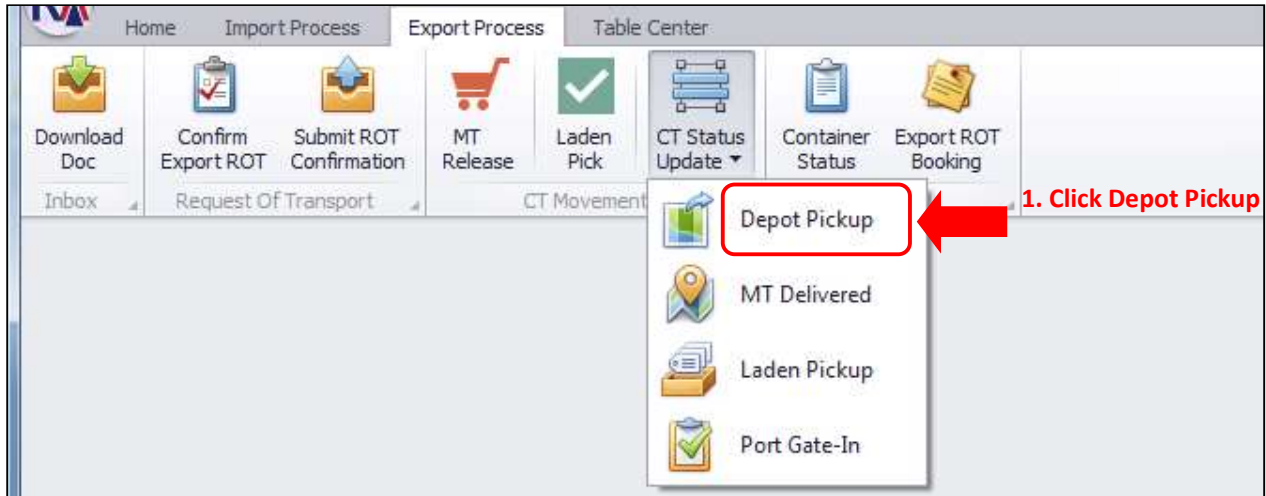 Home Import Process Export Process Table Center
Download Doc
Confirm Export ROT
Submit ROT Confirmation
MT Release
Laden Pick
CT Status Update
Container Status
Export ROT Booking
Inbox Request Of Transport CT Movement
1. Click Depot Pickup
Depot Pickup
MT Delivered
Laden Pickup
Port Gate-In